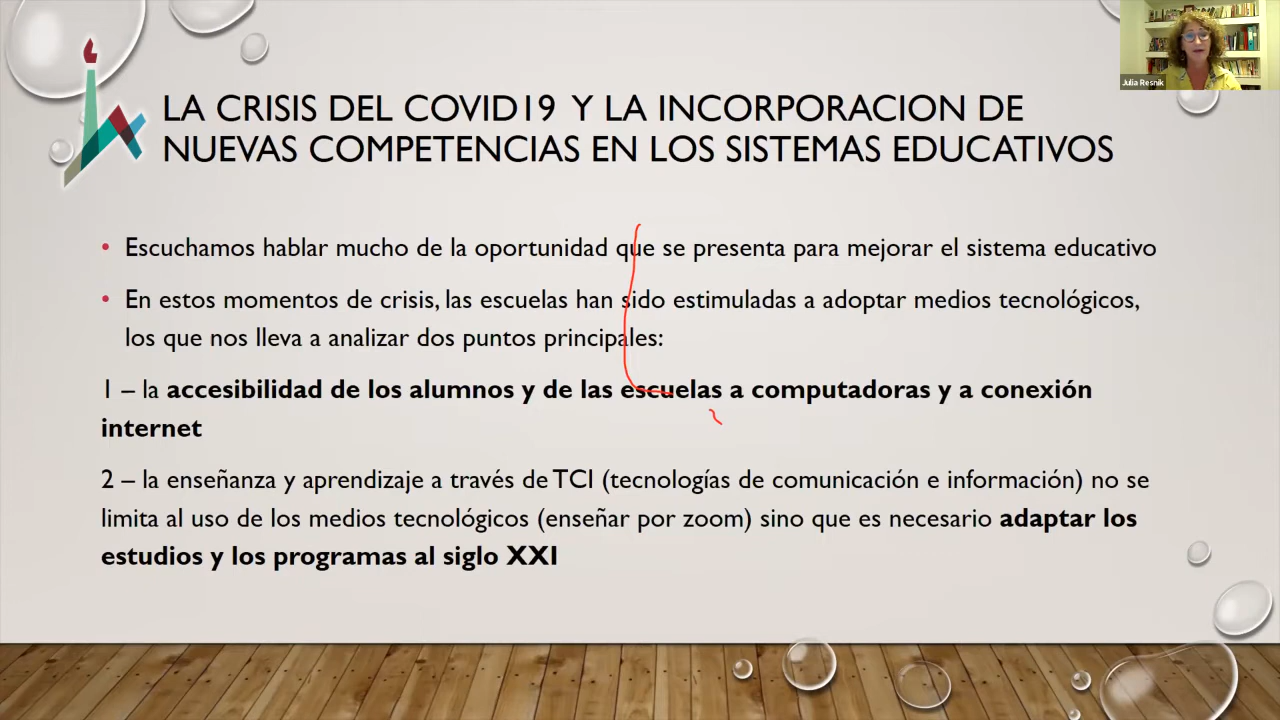 Julia Resnik
LA CRISIS DEL COVID19 Y LA INCORPORACION DE
NUEVAS COMPETENCIAS EN LOS SISTEMAS EDUCATIVOS
• Escuchamos hablar mucho de la oportunidad que se presenta para mejorar el sistema educativo
• En estos momentos de crisis, las escuelas han sido estimuladas a adoptar medios tecnológicos,
los que nos lleva a analizar dos puntos principales:
1 – la accesibilidad de los alumnos y de las escuelas a computadoras y a conexión
internet
2 – la enseñanza y aprendizaje a través de TCI (tecnologías de comunicación e información) no se
limita al uso de los medios tecnológicos (enseñar por zoom) sino que es necesario adaptar los
estudios y los programas al siglo XXI